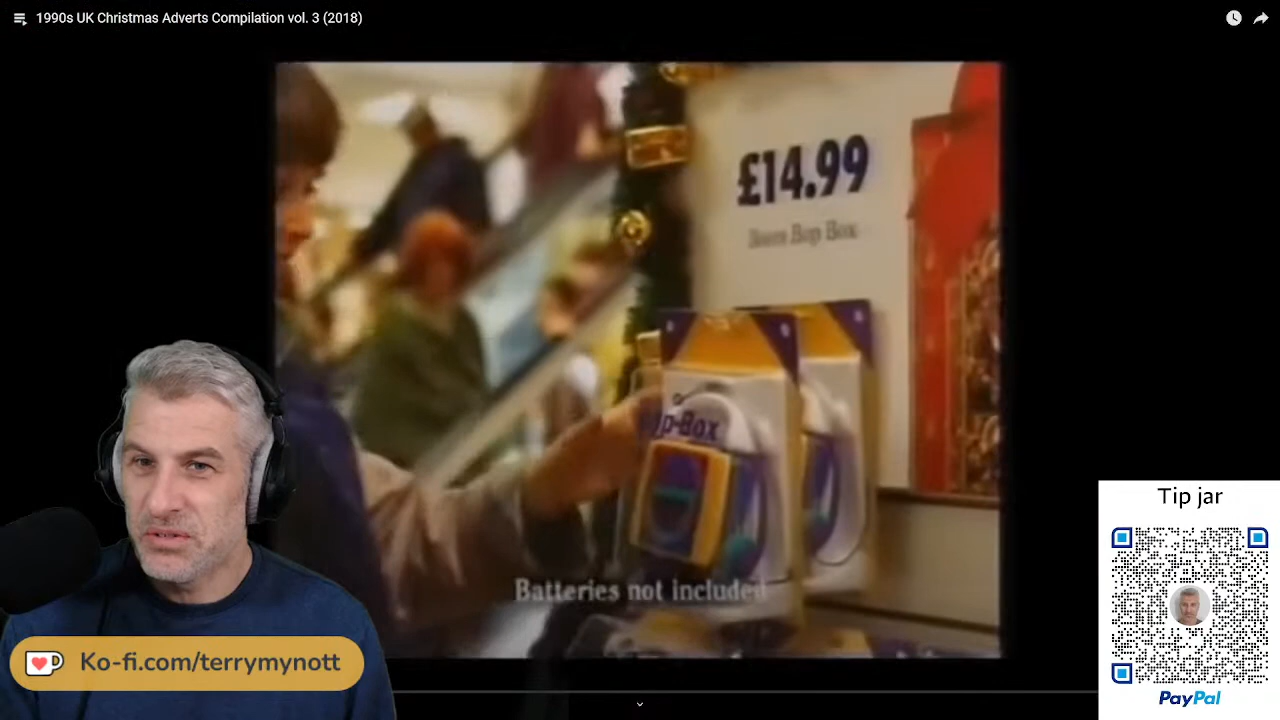 1990s UK Christmas Adverts Compilation vol. 3 (2018)
£14.99
Boom Bop Box
p-Box
Batteries not included
Ko-fi.com/terrymynott
Tip jar
PayPal